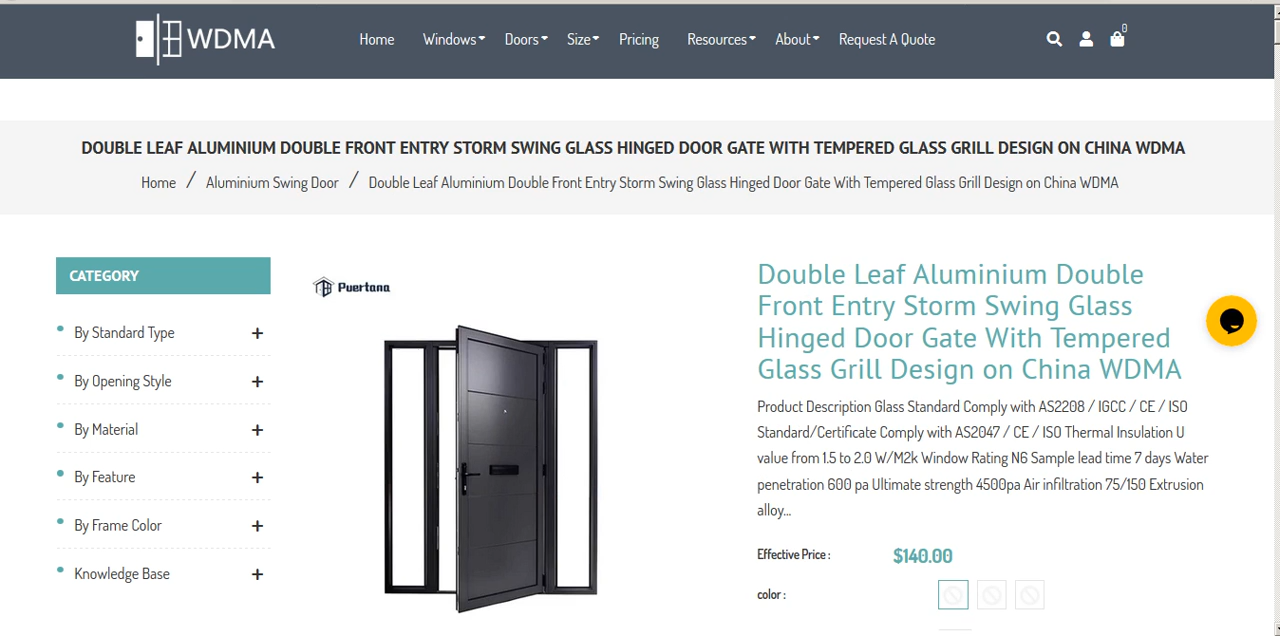 WDMA
Home Windows Doors Size Pricing Resources About Request A Quote
0
DOUBLE LEAF ALUMINIUM DOUBLE FRONT ENTRY STORM SWING GLASS HINGED DOOR GATE WITH TEMPERED GLASS GRILL DESIGN ON CHINA WDMA
Home / Aluminium Swing Door / Double Leaf Aluminium Double Front Entry Storm Swing Glass Hinged Door Gate With Tempered Glass Grill Design on China WDMA
CATEGORY
By Standard Type +
By Opening Style +
By Material +
By Feature +
By Frame Color +
Knowledge Base +
Puertana
Double Leaf Aluminium Double
Front Entry Storm Swing Glass
Hinged Door Gate With Tempered
Glass Grill Design on China WDMA
Product Description Glass Standard Comply with AS2208 / IGCC / CE / ISO
Standard/Certificate Comply with AS2047 / CE / ISO Thermal Insulation U
value from 1.5 to 2.0 W/M2k Window Rating N6 Sample lead time 7 days Water
penetration 600 pa Ultimate strength 4500pa Air infiltration 75/150 Extrusion
alloy...
Effective Price : $140.00
color :